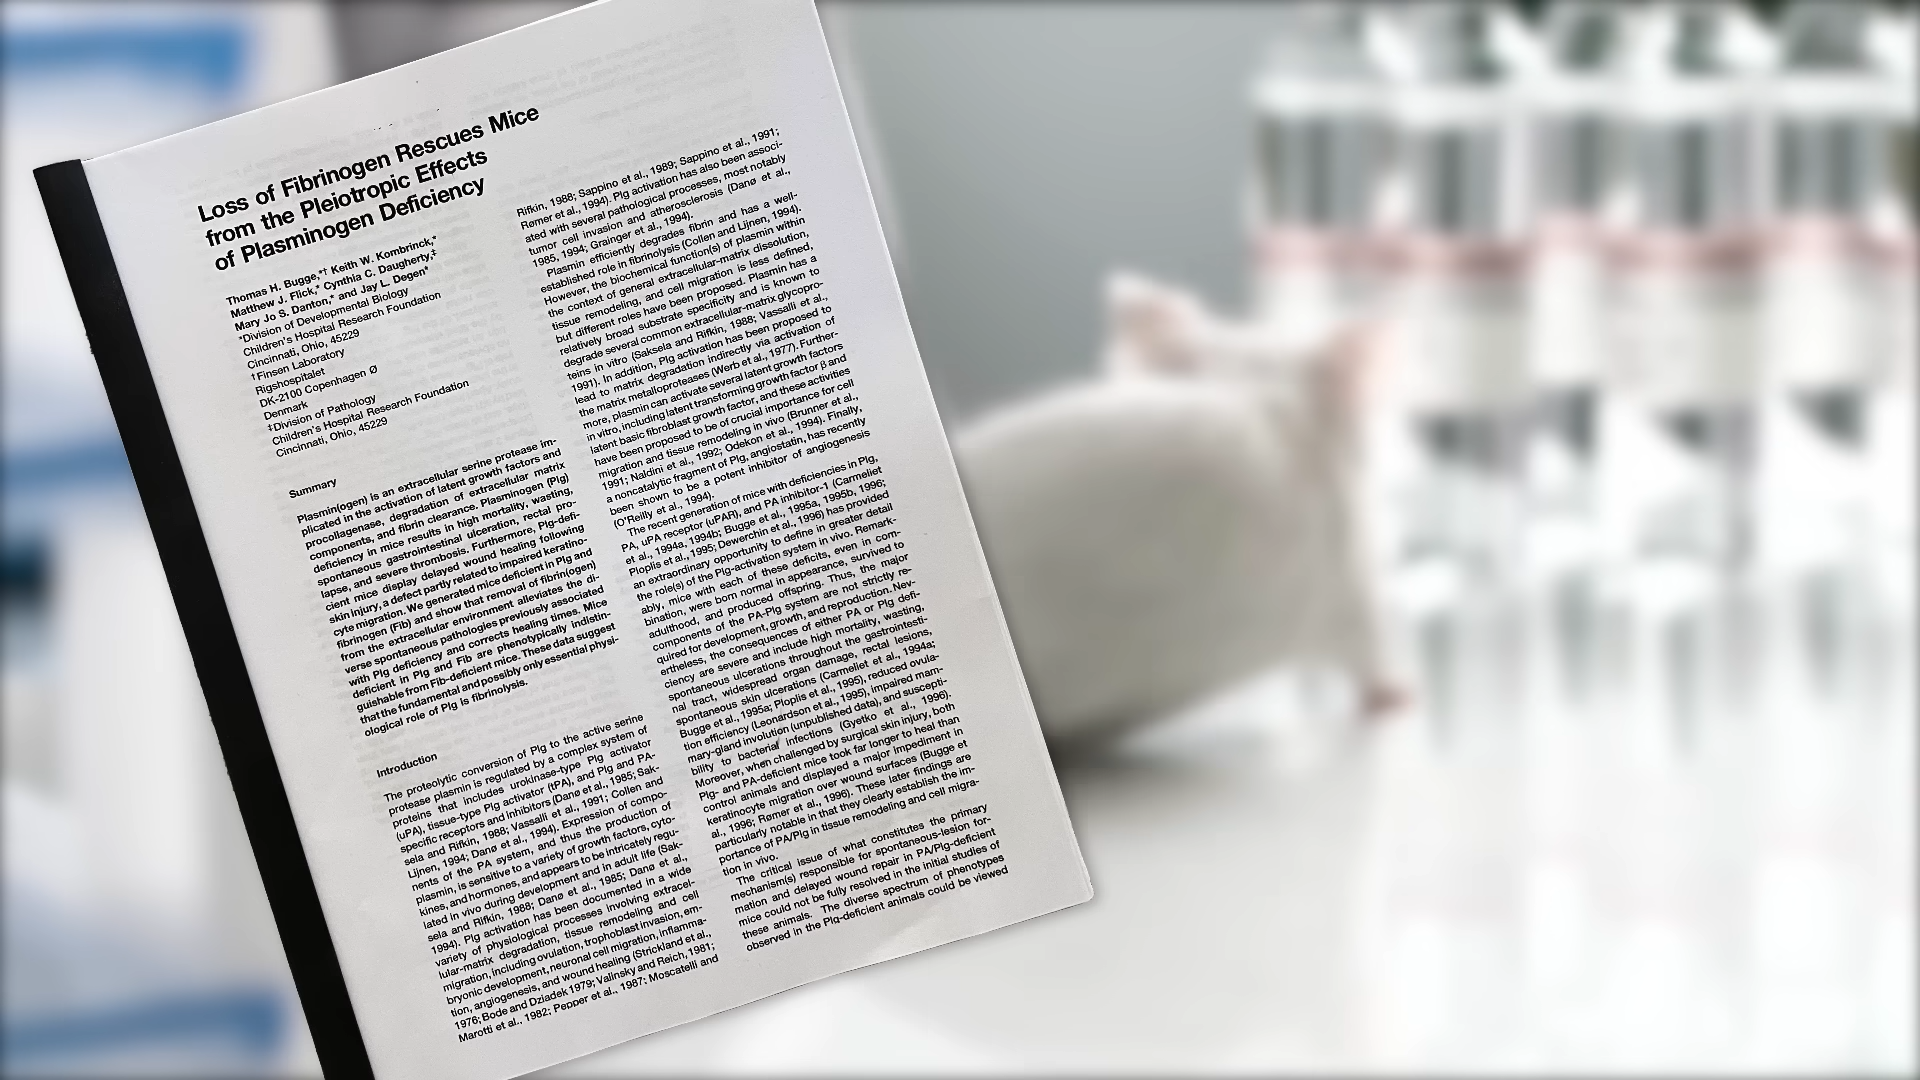 Loss of Fibrinogen Rescues Mice
from the Pleiotropic Effects
of Plasminogen Deficiency
Thomas H. Bugge,*† Keith W. Kombrinck,*
Matthew J. Flick,* Cynthia C. Daugherty,‡
Mary Jo S. Danton,* and Jay L. Degen*
*Division of Developmental Biology
Children's Hospital Research Foundation
Cincinnati, Ohio, 45229
†Finsen Laboratory
Rigshospitalet
DK-2100 Copenhagen Ø
Denmark
‡Division of Pathology
Children's Hospital Research Foundation
Cincinnati, Ohio, 45229
Summary
Plasmin(ogen) is an extracellular serine protease im-
plicated in the activation of latent growth factors and
procollagenase, degradation of extracellular matrix
components, and fibrin clearance. Plasminogen (Plg)
deficiency in mice results in high mortality, wasting,
spontaneous gastrointestinal ulceration, rectal pro-
lapse, and severe thrombosis. Furthermore, Plg-defi-
cient mice display delayed wound healing following
skin injury, a defect partly related to impaired keratino-
cyte migration. We generated mice deficient in Plg and
fibrinogen (Fib) and show that removal of fibrin(ogen)
from the extracellular environment alleviates the di-
verse spontaneous pathologies previously associated
with Plg deficiency and corrects healing times. Mice
deficient in Plg and Fib are phenotypically indistin-
guishable from Fib-deficient mice. These data suggest
that the fundamental and possibly only essential physi-
ological role of Plg is fibrinolysis.
Introduction
The proteolytic conversion of Plg to the active serine
protease plasmin is regulated by a complex system of
proteins that includes urokinase-type Plg activator
(uPA), tissue-type Plg activator (tPA), and Plg and PA-
specific receptors and inhibitors (Danø et al., 1985; Sak-
sela and Rifkin, 1988; Vassalli et al., 1991; Collen and
Lijnen, 1994; Danø et al., 1994). Expression of compo-
nents of the PA system, and thus the production of
plasmin, is sensitive to a variety of growth factors, cyto-
kines, and hormones, and appears to be intricately regu-
lated in vivo during development and in adult life (Sak-
sela and Rifkin, 1988; Danø et al., 1985; Danø et al.,
1994). Plg activation has been documented in a wide
variety of physiological processes involving extracel-
lular-matrix degradation, tissue remodeling and cell
migration, including ovulation, trophoblast invasion, em-
bryonic development, neuronal cell migration, inflamma-
tion, angiogenesis, and wound healing (Strickland et al.,
1976; Bode and Dziadek 1979; Valinsky and Reich, 1981;
Marotti et al., 1982; Pepper et al., 1987; Moscatelli and
Rifkin, 1988; Sappino et al., 1989; Sappino et al., 1991;
Rømer et al., 1994). Plg activation has also been associ-
ated with several pathological processes, most notably
tumor cell invasion and atherosclerosis (Danø et al.,
1985, 1994; Grainger et al., 1994).
Plasmin efficiently degrades fibrin and has a well-
established role in fibrinolysis (Collen and Lijnen, 1994).
However, the biochemical function(s) of plasmin within
the context of general extracellular-matrix dissolution,
tissue remodeling, and cell migration is less defined,
but different roles have been proposed. Plasmin has a
relatively broad substrate specificity and is known to
degrade several common extracellular-matrix glycopro-
teins in vitro (Saksela and Rifkin, 1988; Vassalli et al.,
1991). In addition, Plg activation has been proposed to
lead to matrix degradation indirectly via activation of
the matrix metalloproteases (Werb et al., 1977). Further-
more, plasmin can activate several latent growth factors
in vitro, including latent transforming growth factor β and
latent basic fibroblast growth factor, and these activities
have been proposed to be of crucial importance for cell
migration and tissue remodeling in vivo (Brunner et al.,
1991; Naldini et al., 1992; Odekon et al., 1994). Finally,
a noncatalytic fragment of Plg, angiostatin, has recently
been shown to be a potent inhibitor of angiogenesis
(O'Reilly et al., 1994).
The recent generation of mice with deficiencies in Plg,
PA, uPA receptor (uPAR), and PA inhibitor-1 (Carmeliet
et al., 1994a, 1994b; Bugge et al., 1995a, 1995b, 1996;
Ploplis et al., 1995; Dewerchin et al., 1996) has provided
an extraordinary opportunity to define in greater detail
the role(s) of the Plg-activation system in vivo. Remark-
ably, mice with each of these deficits, even in com-
bination, were born normal in appearance, survived to
adulthood, and produced offspring. Thus, the major
components of the PA-Plg system are not strictly re-
quired for development, growth, and reproduction. Nev-
ertheless, the consequences of either PA or Plg defi-
ciency are severe and include high mortality, wasting,
spontaneous ulcerations throughout the gastrointesti-
nal tract, widespread organ damage, rectal lesions,
spontaneous skin ulcerations (Carmeliet et al., 1994a;
Bugge et al., 1995a; Ploplis et al., 1995), reduced ovula-
tion efficiency (Leonardson et al., 1995), impaired mam-
mary-gland involution (unpublished data), and suscepti-
bility to bacterial infections (Gyetko et al., 1996).
Moreover, when challenged by surgical skin injury, both
Plg- and PA-deficient mice took far longer to heal than
control animals and displayed a major impediment in
keratinocyte migration over wound surfaces (Bugge et
al., 1996; Rømer et al., 1996). These later findings are
particularly notable in that they clearly establish the im-
portance of PA/Plg in tissue remodeling and cell migra-
tion in vivo.
The critical issue of what constitutes the primary
mechanism(s) responsible for spontaneous-lesion for-
mation and delayed wound repair in PA/Plg-deficient
mice could not be fully resolved in the initial studies of
these animals. The diverse spectrum of phenotypes
observed in the Plg-deficient animals could be viewed